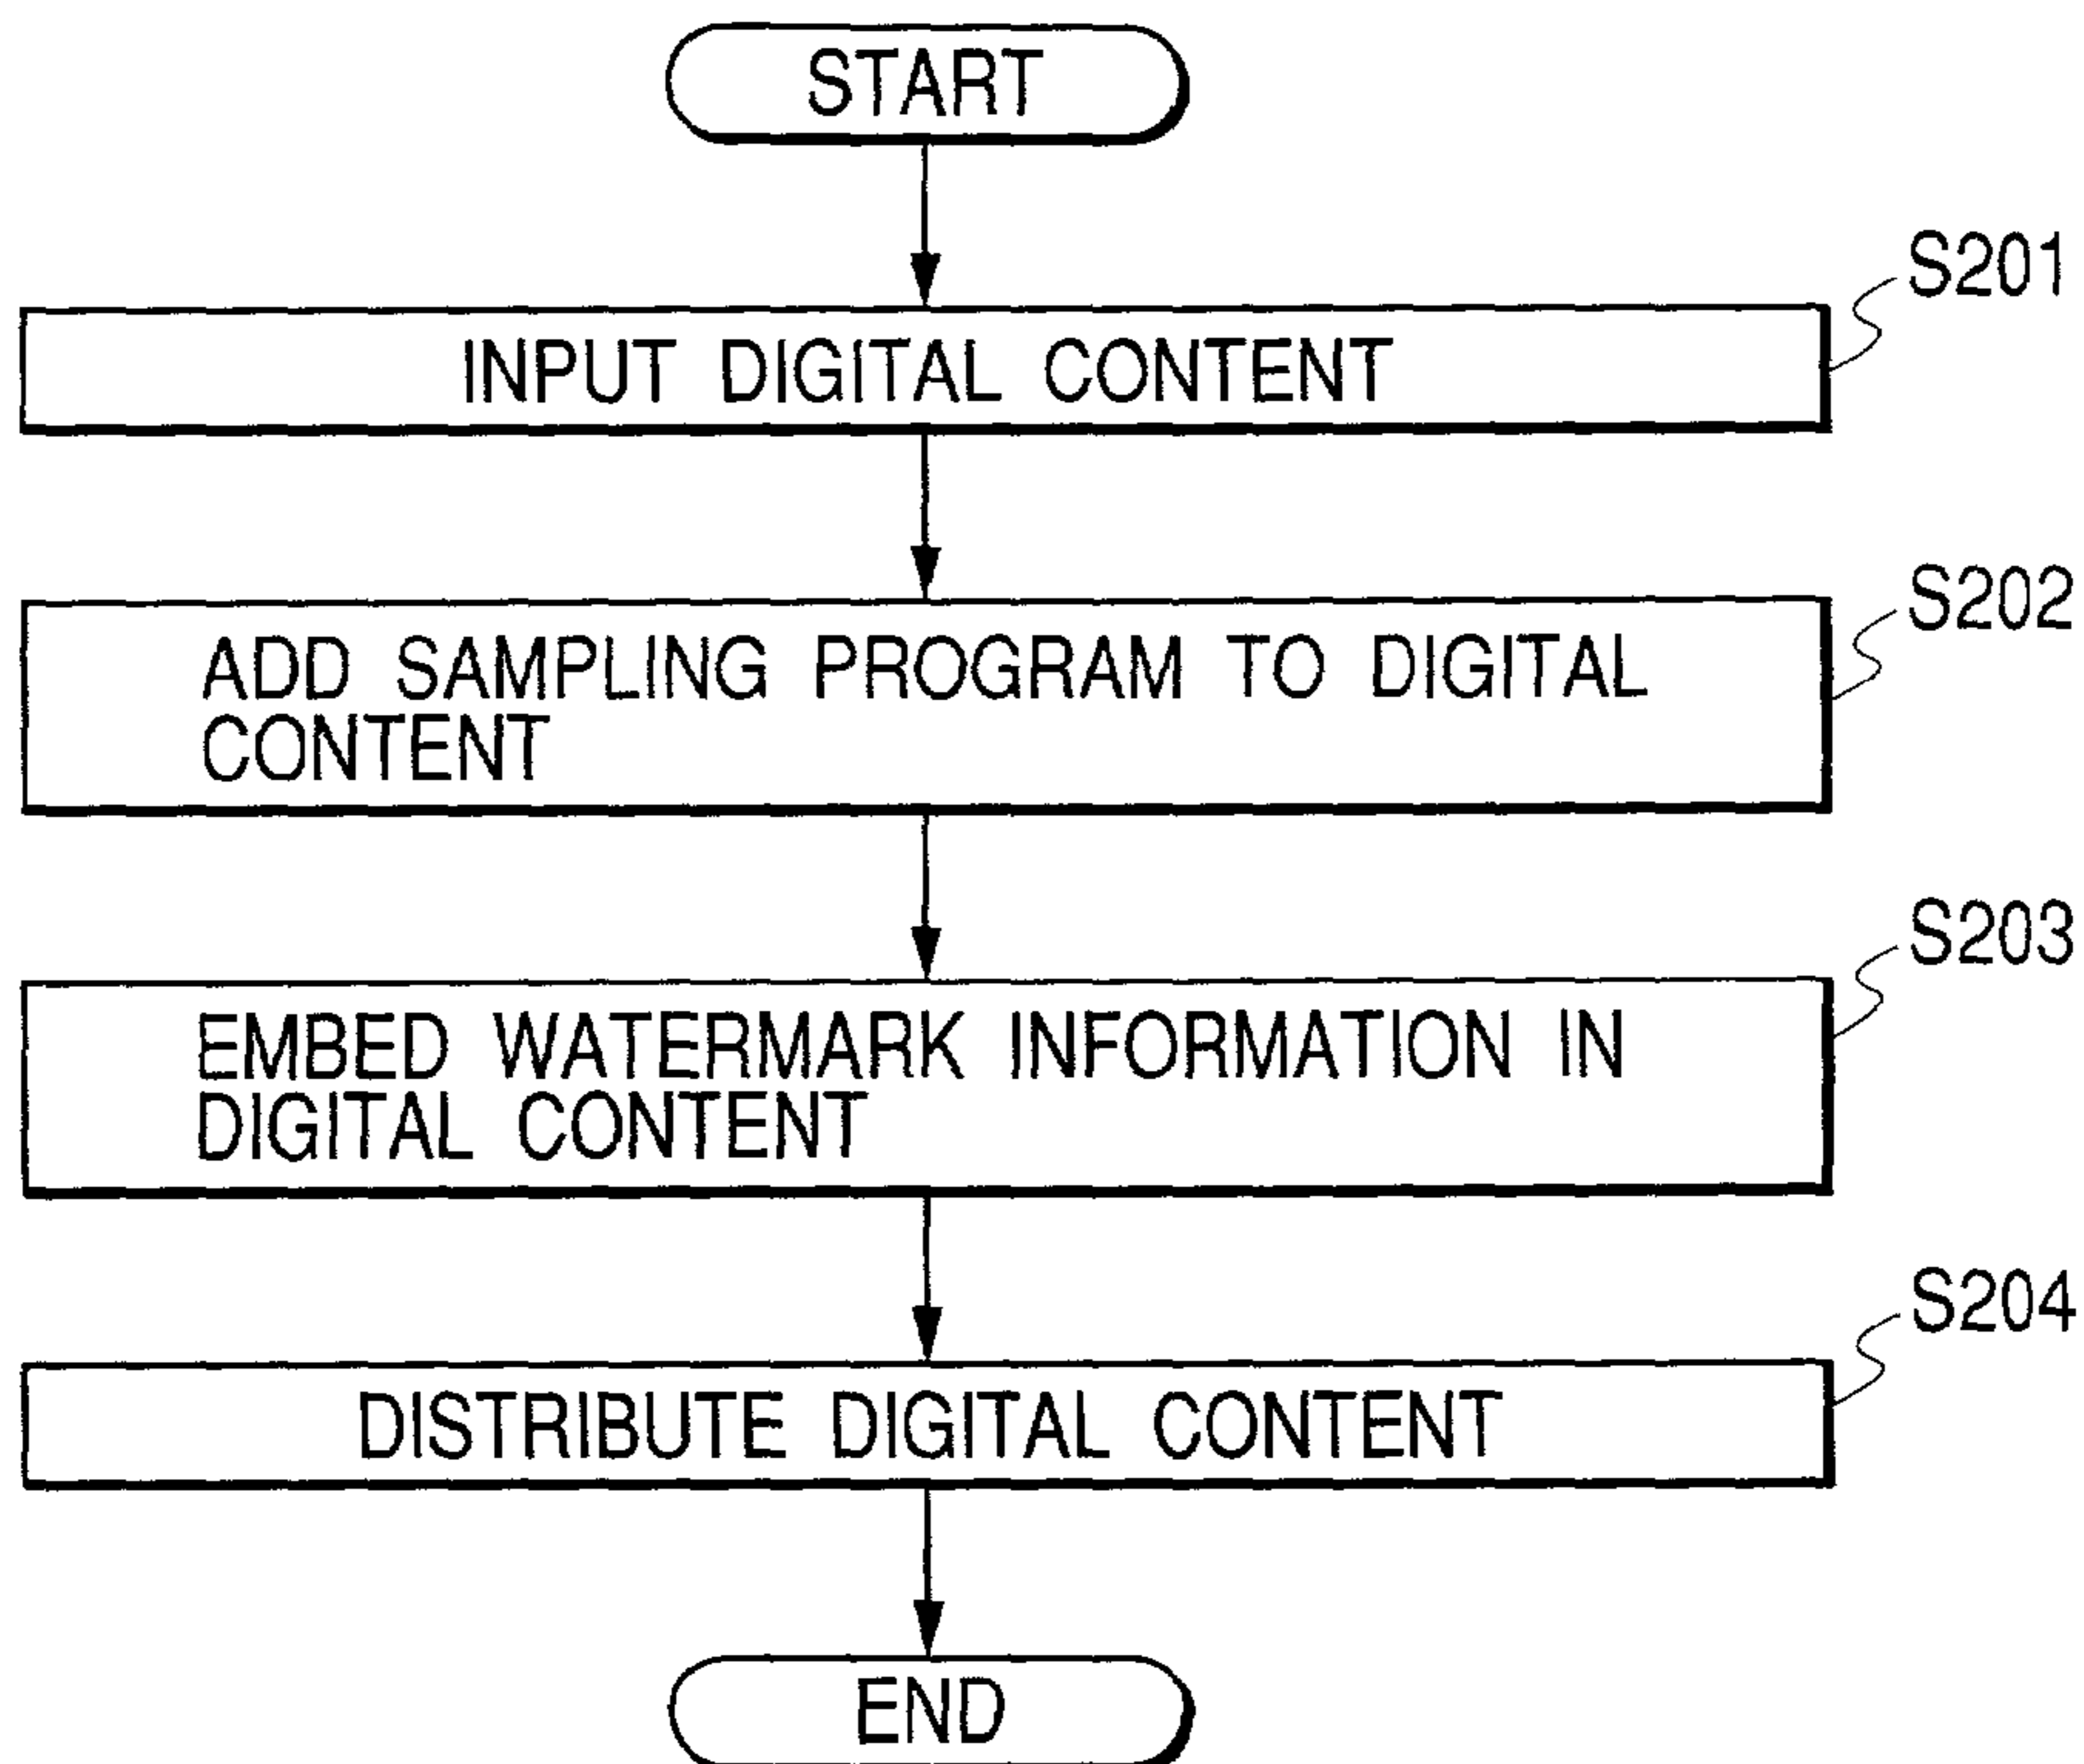 START
S201
INPUT DIGITAL CONTENT
S202
ADD SAMPLING PROGRAM TO DIGITAL
CONTENT
S203
EMBED WATERMARK INFORMATION IN
DIGITAL CONTENT
S204
DISTRIBUTE DIGITAL CONTENT
END